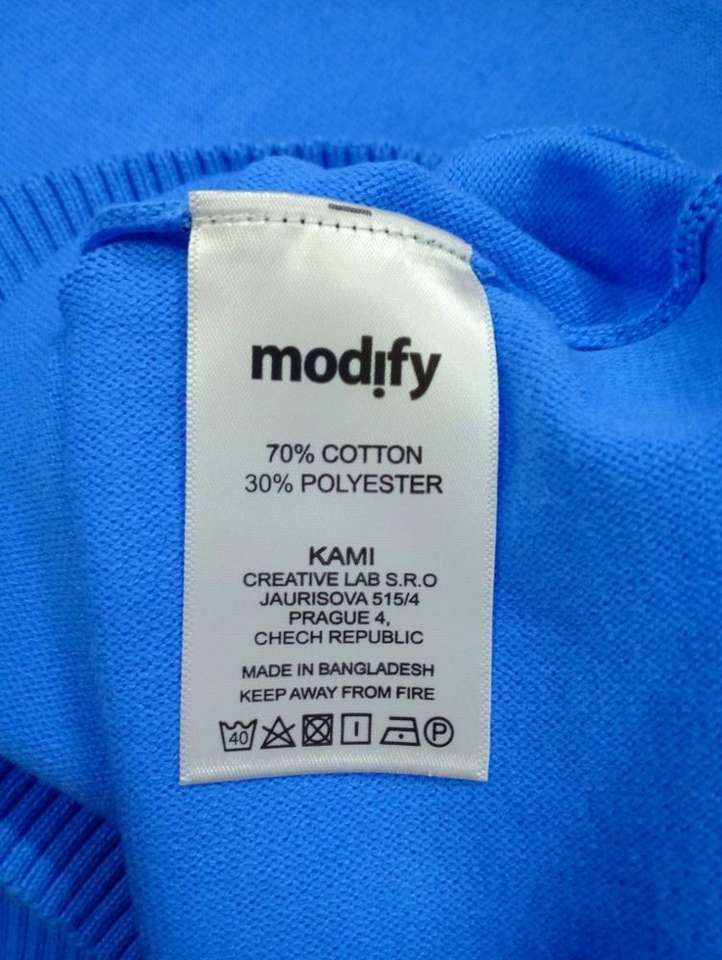 modify
70% COTTON
30% POLYESTER
KAMI
CREATIVE LAB S.R.O
JAURISOVA 515/4
PRAGUE 4,
CHECH REPUBLIC
MADE IN BANGLADESH
KEEP AWAY FROM FIRE
40 P